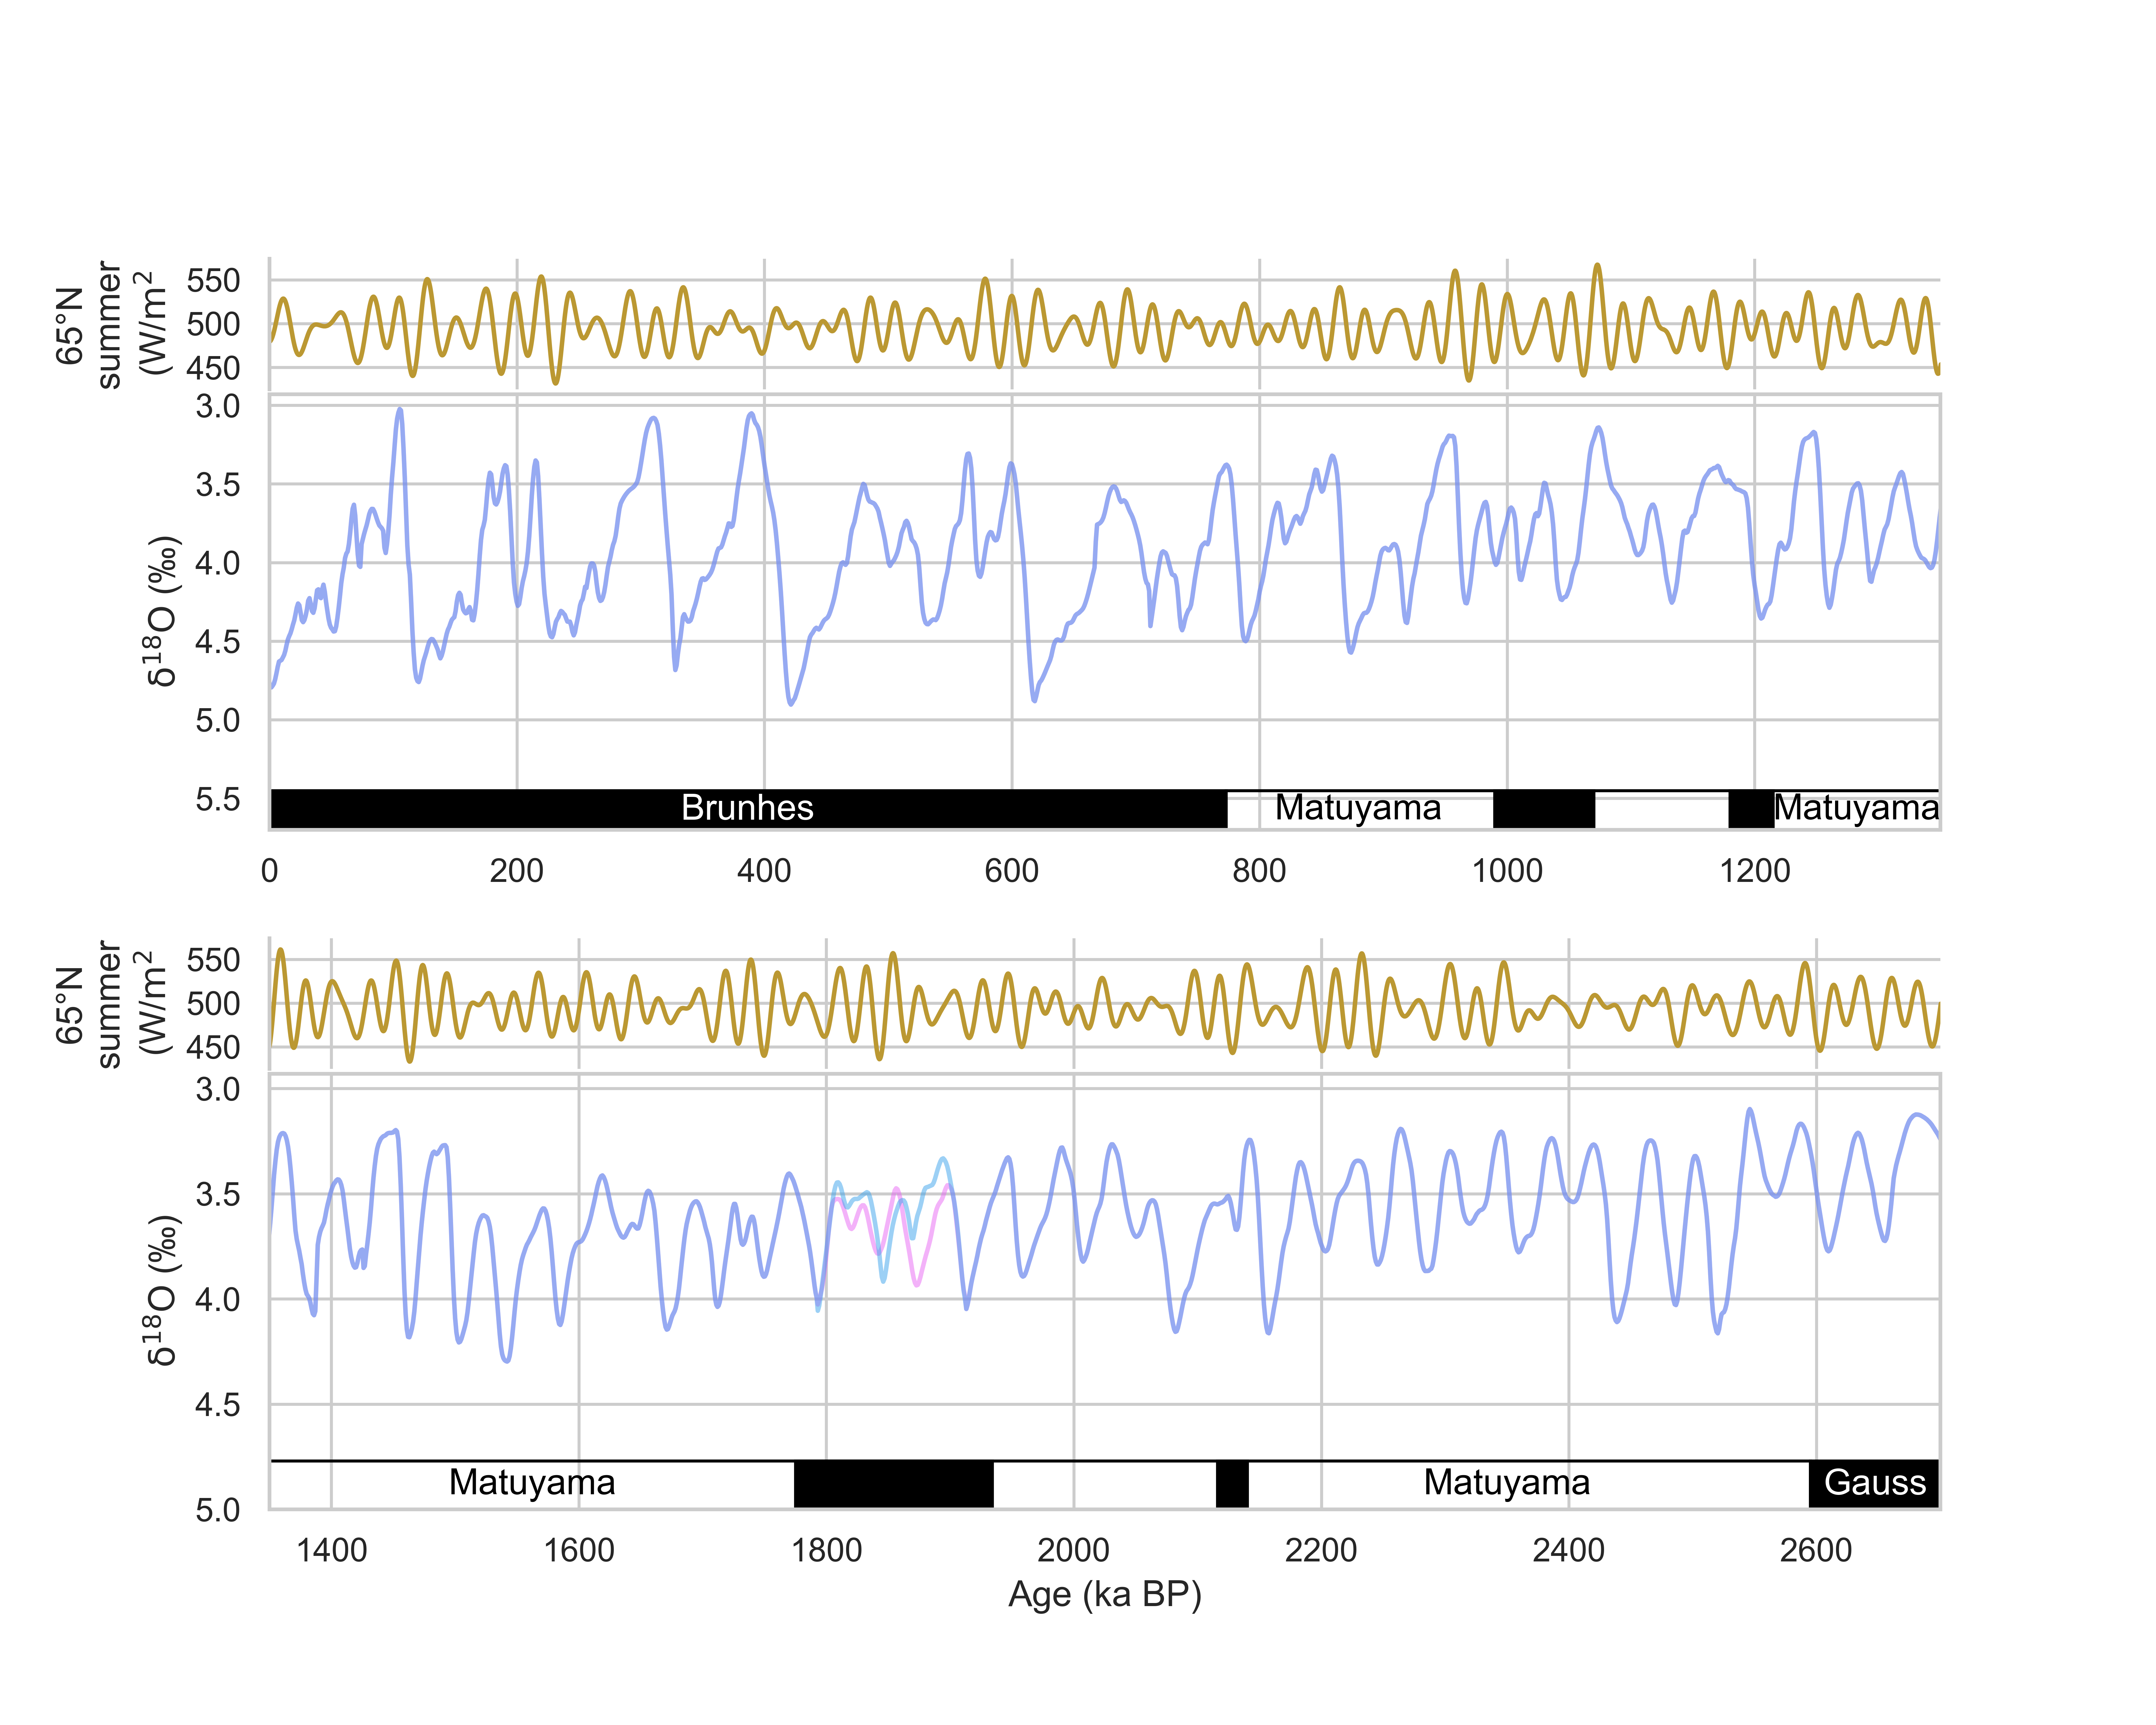 65°N
summer
(W/m²)
550
500
450
3.0
3.5
4.0
4.5
5.0
5.5
δ¹⁸O (‰)
Brunhes
Matuyama
Matuyama
0
200
400
600
800
1000
1200
65°N
summer
(W/m²)
550
500
450
3.0
3.5
4.0
4.5
5.0
δ¹⁸O (‰)
Matuyama
Matuyama
Gauss
1400
1600
1800
2000
2200
2400
2600
Age (ka BP)